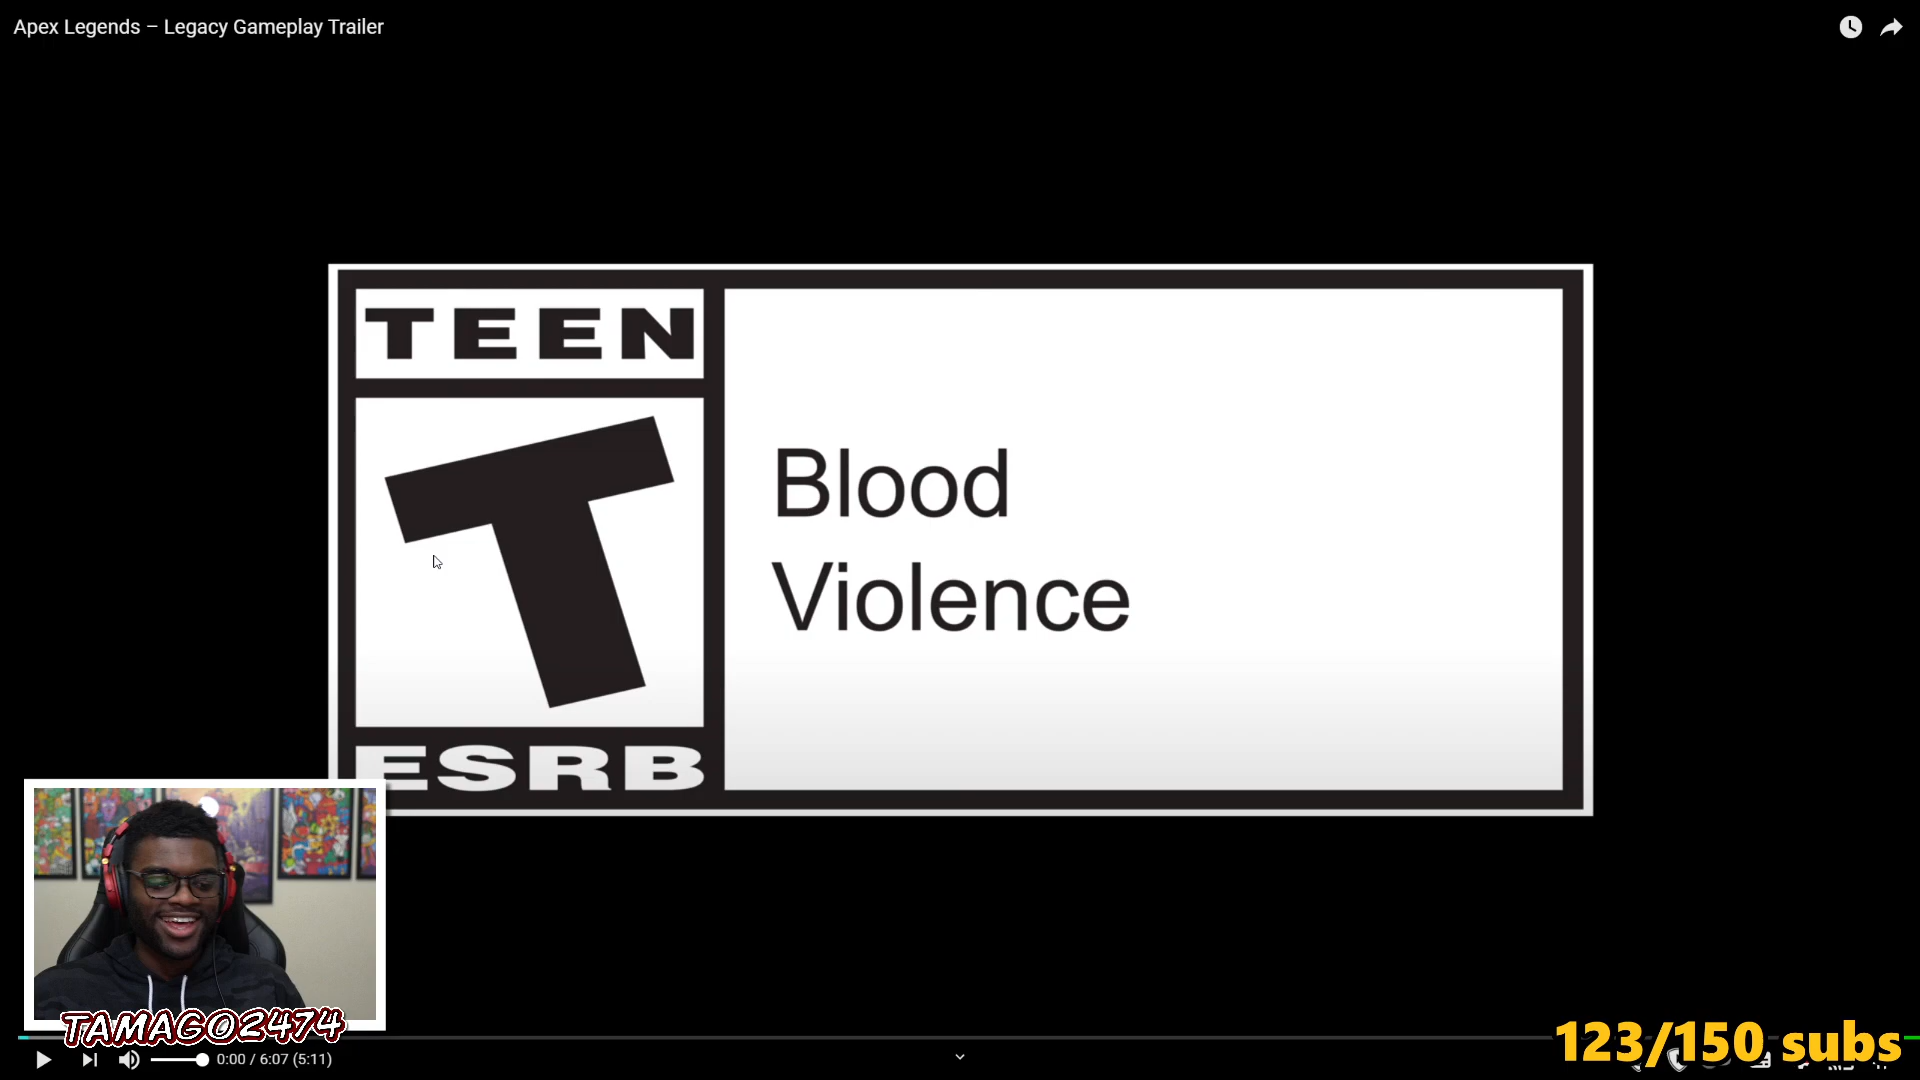 Apex Legends – Legacy Gameplay Trailer
TEEN
T
ESRB
Blood
Violence
TAMAGO2474
0:00 / 6:07 (5:11)
123/150 subs